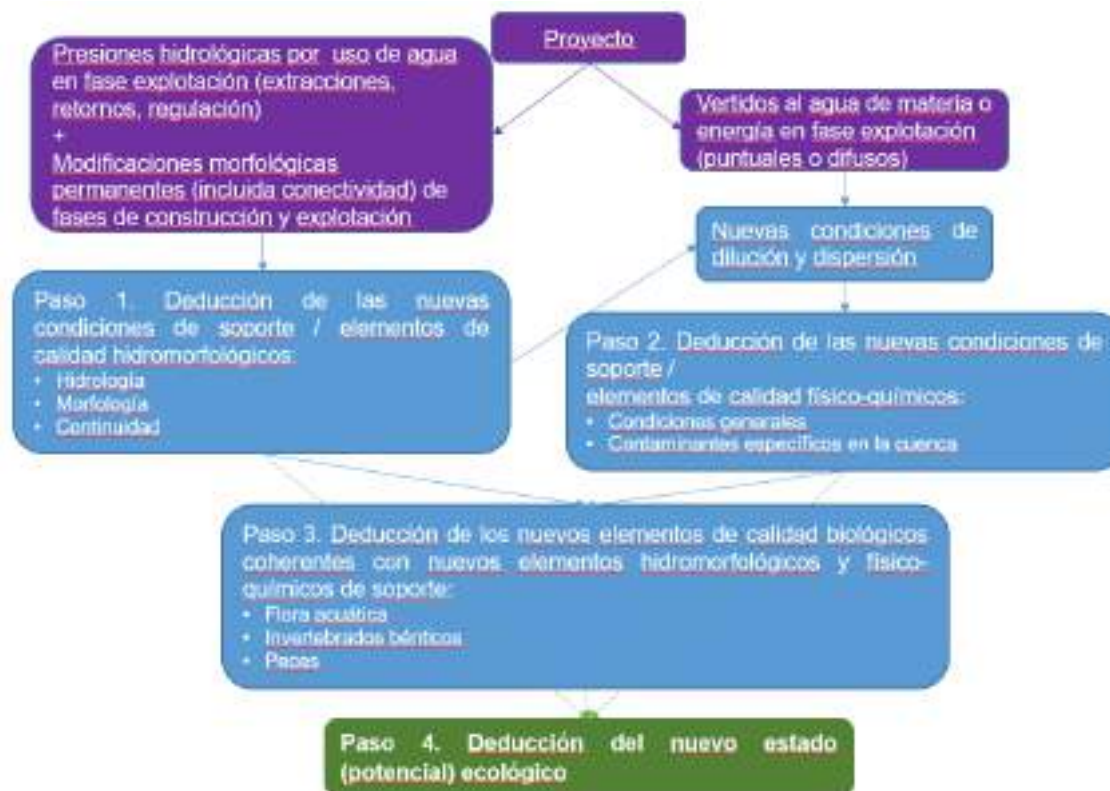 Proyecto
Presiones hidrológicas por uso de agua
en fase explotación (extracciones,
retornos, regulación)
+
Modificaciones morfológicas
permanentes (incluida conectividad) de
fases de construcción y explotación
Vertidos al agua de materia o
energía en fase explotación
(puntuales o difusos)
Nuevas condiciones de
dilución y dispersión
Paso 1. Deducción de las nuevas
condiciones de soporte / elementos de
calidad hidromorfológicos:
• Hidrología
• Morfología
• Continuidad
Paso 2. Deducción de las nuevas condiciones de
soporte /
elementos de calidad físico-químicos:
• Condiciones generales
• Contaminantes específicos en la cuenca
Paso 3. Deducción de los nuevos elementos de calidad biológicos
coherentes con nuevos elementos hidromorfológicos y físico-
químicos de soporte:
• Flora acuática
• Invertebrados bénticos
• Peces
Paso 4. Deducción del nuevo estado
(potencial) ecológico